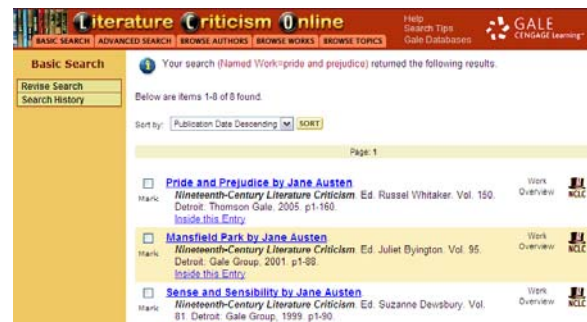 Literature Criticism Online
Help
Search Tips
Gale Databases
GALE
CENGAGE Learning™
BASIC SEARCH ADVANCED SEARCH BROWSE AUTHORS BROWSE WORKS BROWSE TOPICS
Basic Search
Revise Search
Search History
Your search (Named Work=pride and prejudice) returned the following results.
Below are items 1-8 of 8 found.
Sort by: Publication Date Descending SORT
Page: 1
Pride and Prejudice by Jane Austen.
Mark
Nineteenth-Century Literature Criticism. Ed. Russel Whitaker. Vol. 150.
Detroit: Thomson Gale, 2005. p1-160.
Inside this Entry
Work Overview
NCLC
Mansfield Park by Jane Austen.
Mark
Nineteenth-Century Literature Criticism. Ed. Juliet Byington. Vol. 95.
Detroit: Gale Group, 2001. p1-88.
Inside this Entry
Work Overview
NCLC
Sense and Sensibility by Jane Austen.
Mark
Nineteenth-Century Literature Criticism. Ed. Suzanne Dewsbury. Vol.
81. Detroit: Gale Group, 1999. p1-90.
Work Overview
NCLC